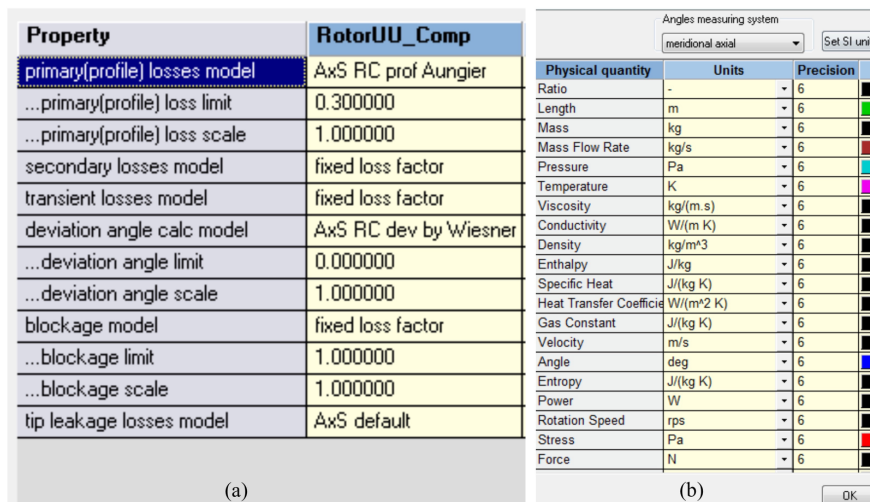 Property RotorUU_Comp
primary(profile) losses model AxS RC prof Aungier
...primary(profile) loss limit 0.300000
...primary(profile) loss scale 1.000000
secondary losses model fixed loss factor
transient losses model fixed loss factor
deviation angle calc model AxS RC dev by Wiesner
...deviation angle limit 0.000000
...deviation angle scale 1.000000
blockage model fixed loss factor
...blockage limit 1.000000
...blockage scale 1.000000
tip leakage losses model AxS default
(a)
Angles measuring system
meridional axial Set SI uni
Physical quantity Units Precision
Ratio - 6
Length m 6
Mass kg 6
Mass Flow Rate kg/s 6
Pressure Pa 6
Temperature K 6
Viscosity kg/(m.s) 6
Conductivity W/(m K) 6
Density kg/m^3 6
Enthalpy J/kg 6
Specific Heat J/(kg K) 6
Heat Transfer Coefficie W/(m^2 K) 6
Gas Constant J/(kg K) 6
Velocity m/s 6
Angle deg 6
Entropy J/(kg K) 6
Power W 6
Rotation Speed rps 6
Stress Pa 6
Force N 6
(b)
OK